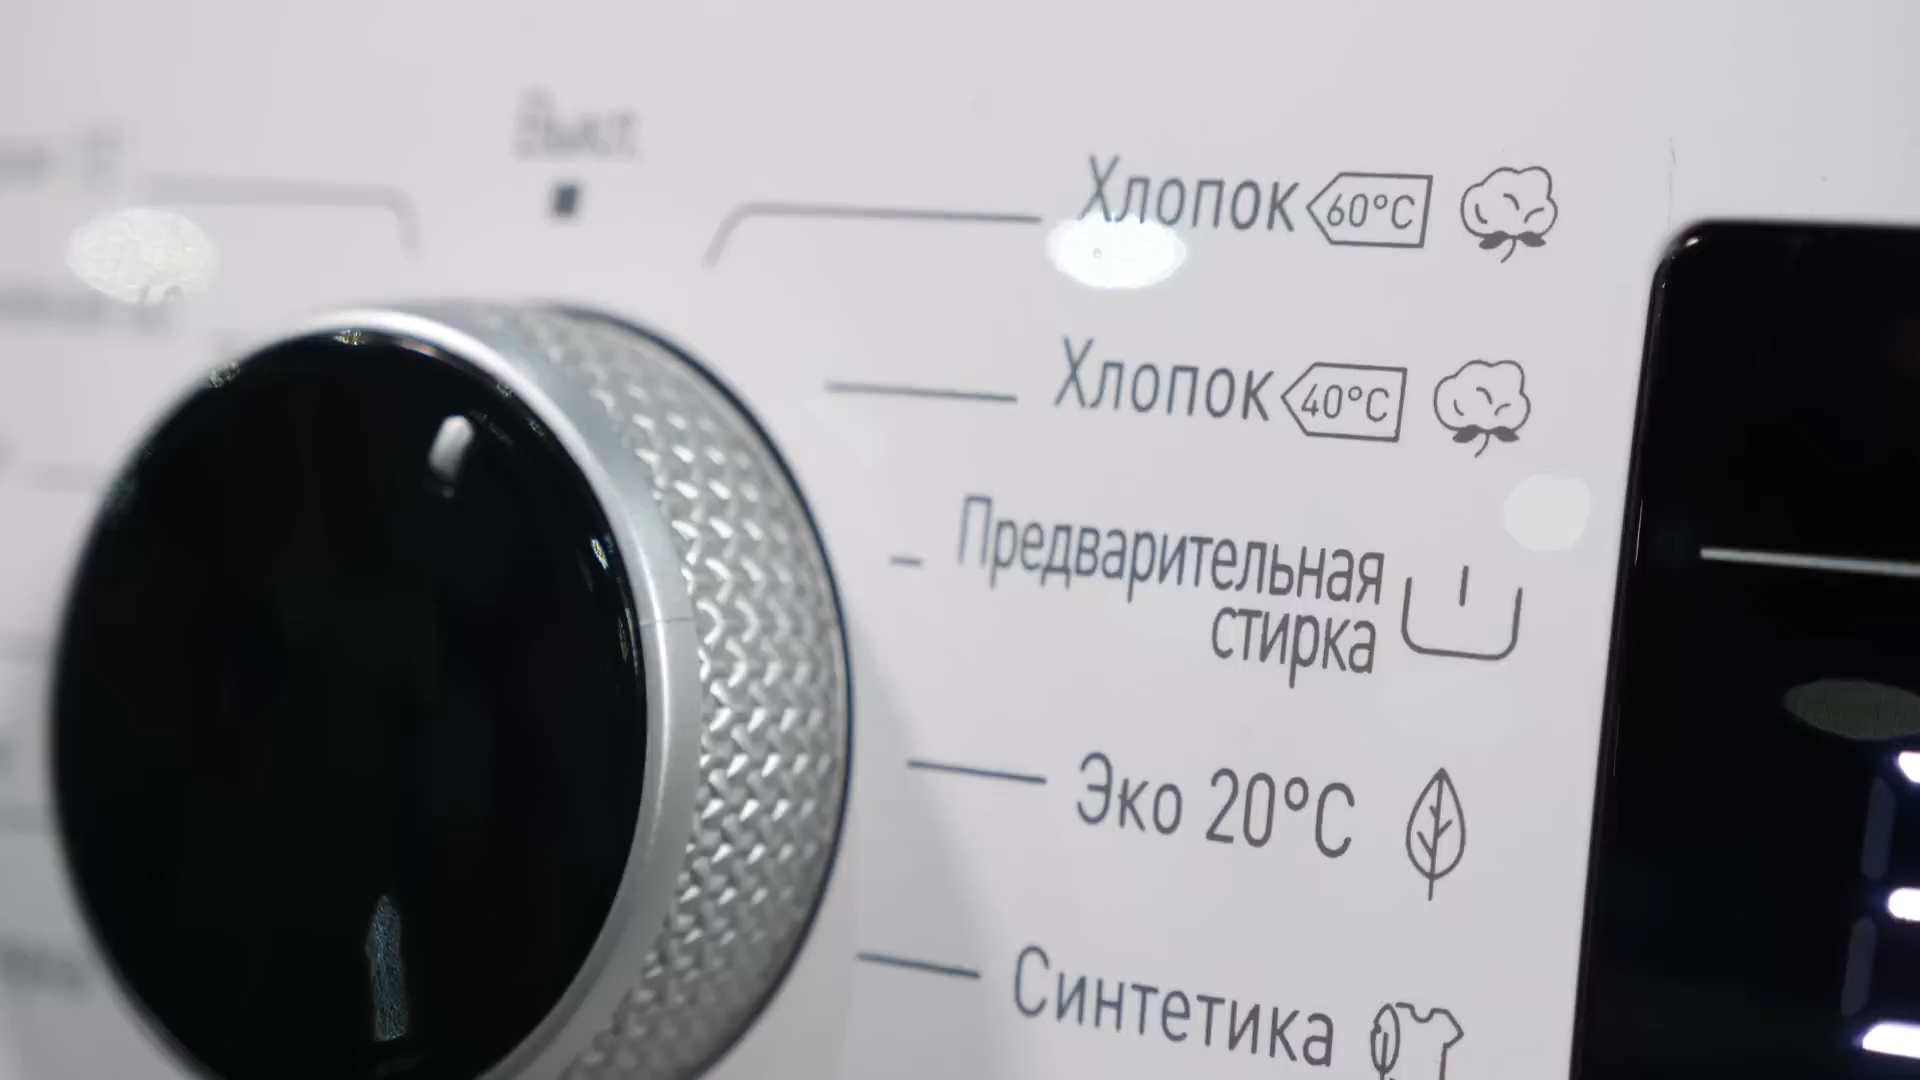 Выкл.
Хлопок 60°C
Хлопок 40°C
Предварительная
стирка
Эко 20°C
Синтетика